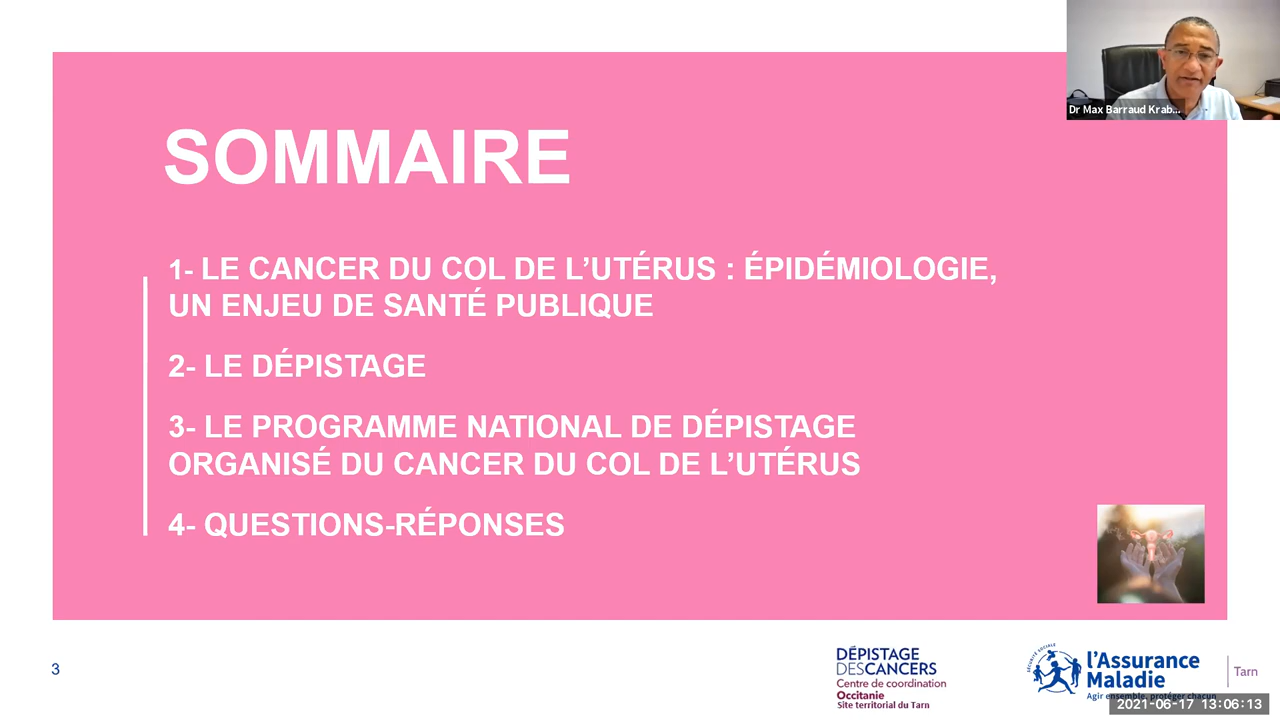 Dr Max Barraud Krab...
SOMMAIRE
1- LE CANCER DU COL DE L’UTÉRUS : ÉPIDÉMIOLOGIE,
UN ENJEU DE SANTÉ PUBLIQUE
2- LE DÉPISTAGE
3- LE PROGRAMME NATIONAL DE DÉPISTAGE
ORGANISÉ DU CANCER DU COL DE L’UTÉRUS
4- QUESTIONS-RÉPONSES
3
DÉPISTAGE
DESCANCERS
Centre de coordination
Occitanie
Site territorial du Tarn
SÉCURITÉ SOCIALE
l’Assurance
Maladie
Agir ensemble, protéger chacun
Tarn
2021-06-17 13:06:13